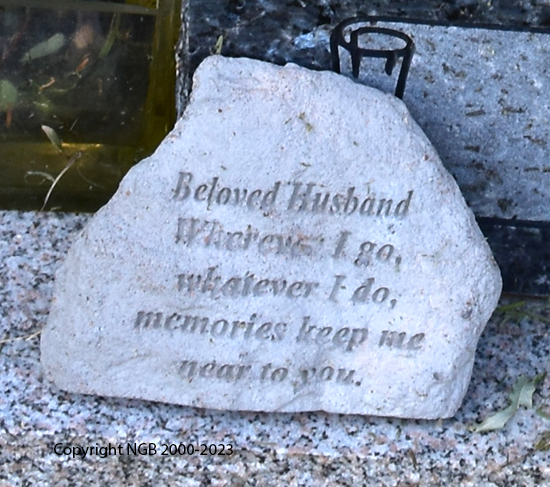 Beloved Husband
Wherever I go,
whatever I do,
memories keep me
near to you.
Copyright NGB 2000-2023